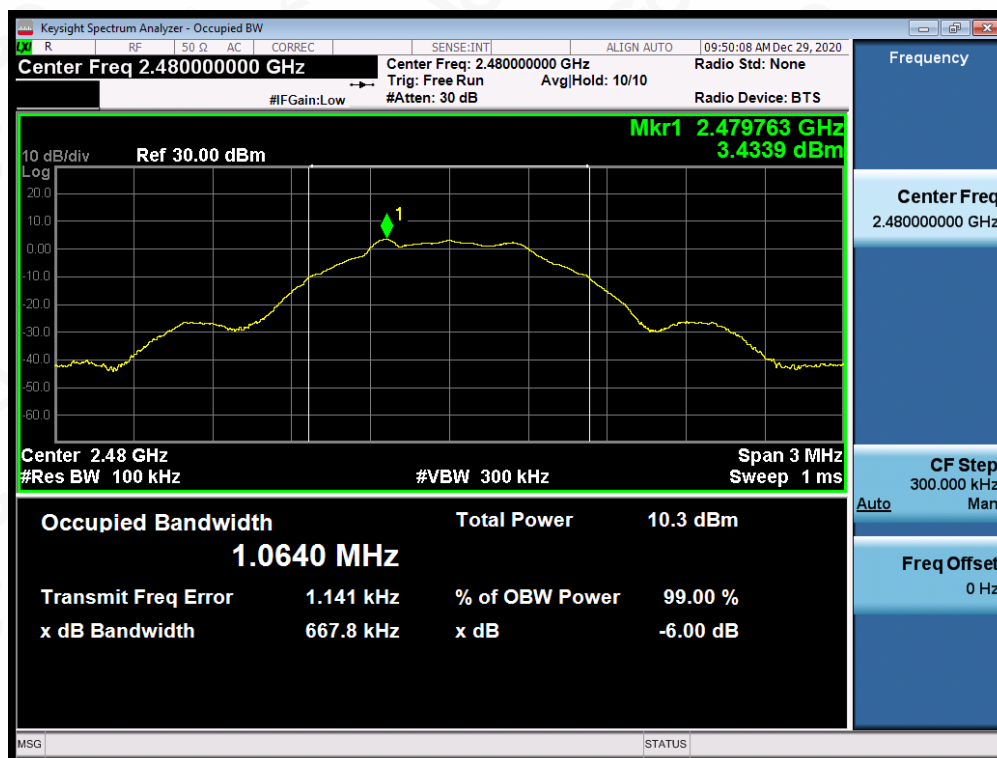 Keysight Spectrum Analyzer - Occupied BW
LXI R RF 50 Ω AC CORREC SENSE:INT ALIGN AUTO 09:50:08 AM Dec 29, 2020
Center Freq 2.480000000 GHz
Center Freq: 2.480000000 GHz
Radio Std: None
Trig: Free Run
Avg|Hold: 10/10
#IFGain:Low
#Atten: 30 dB
Radio Device: BTS
Mkr1 2.479763 GHz
3.4339 dBm
10 dB/div
Ref 30.00 dBm
Log
20.0
10.0
0.00
-10.0
-20.0
-30.0
-40.0
-50.0
-60.0
1
Center 2.48 GHz
Span 3 MHz
#Res BW 100 kHz
#VBW 300 kHz
Sweep 1 ms
Occupied Bandwidth
1.0640 MHz
Total Power 10.3 dBm
Transmit Freq Error 1.141 kHz
% of OBW Power 99.00 %
x dB Bandwidth 667.8 kHz
x dB -6.00 dB
Frequency
Center Freq
2.480000000 GHz
CF Step
300.000 kHz
Auto Man
Freq Offset
0 Hz
MSG
STATUS